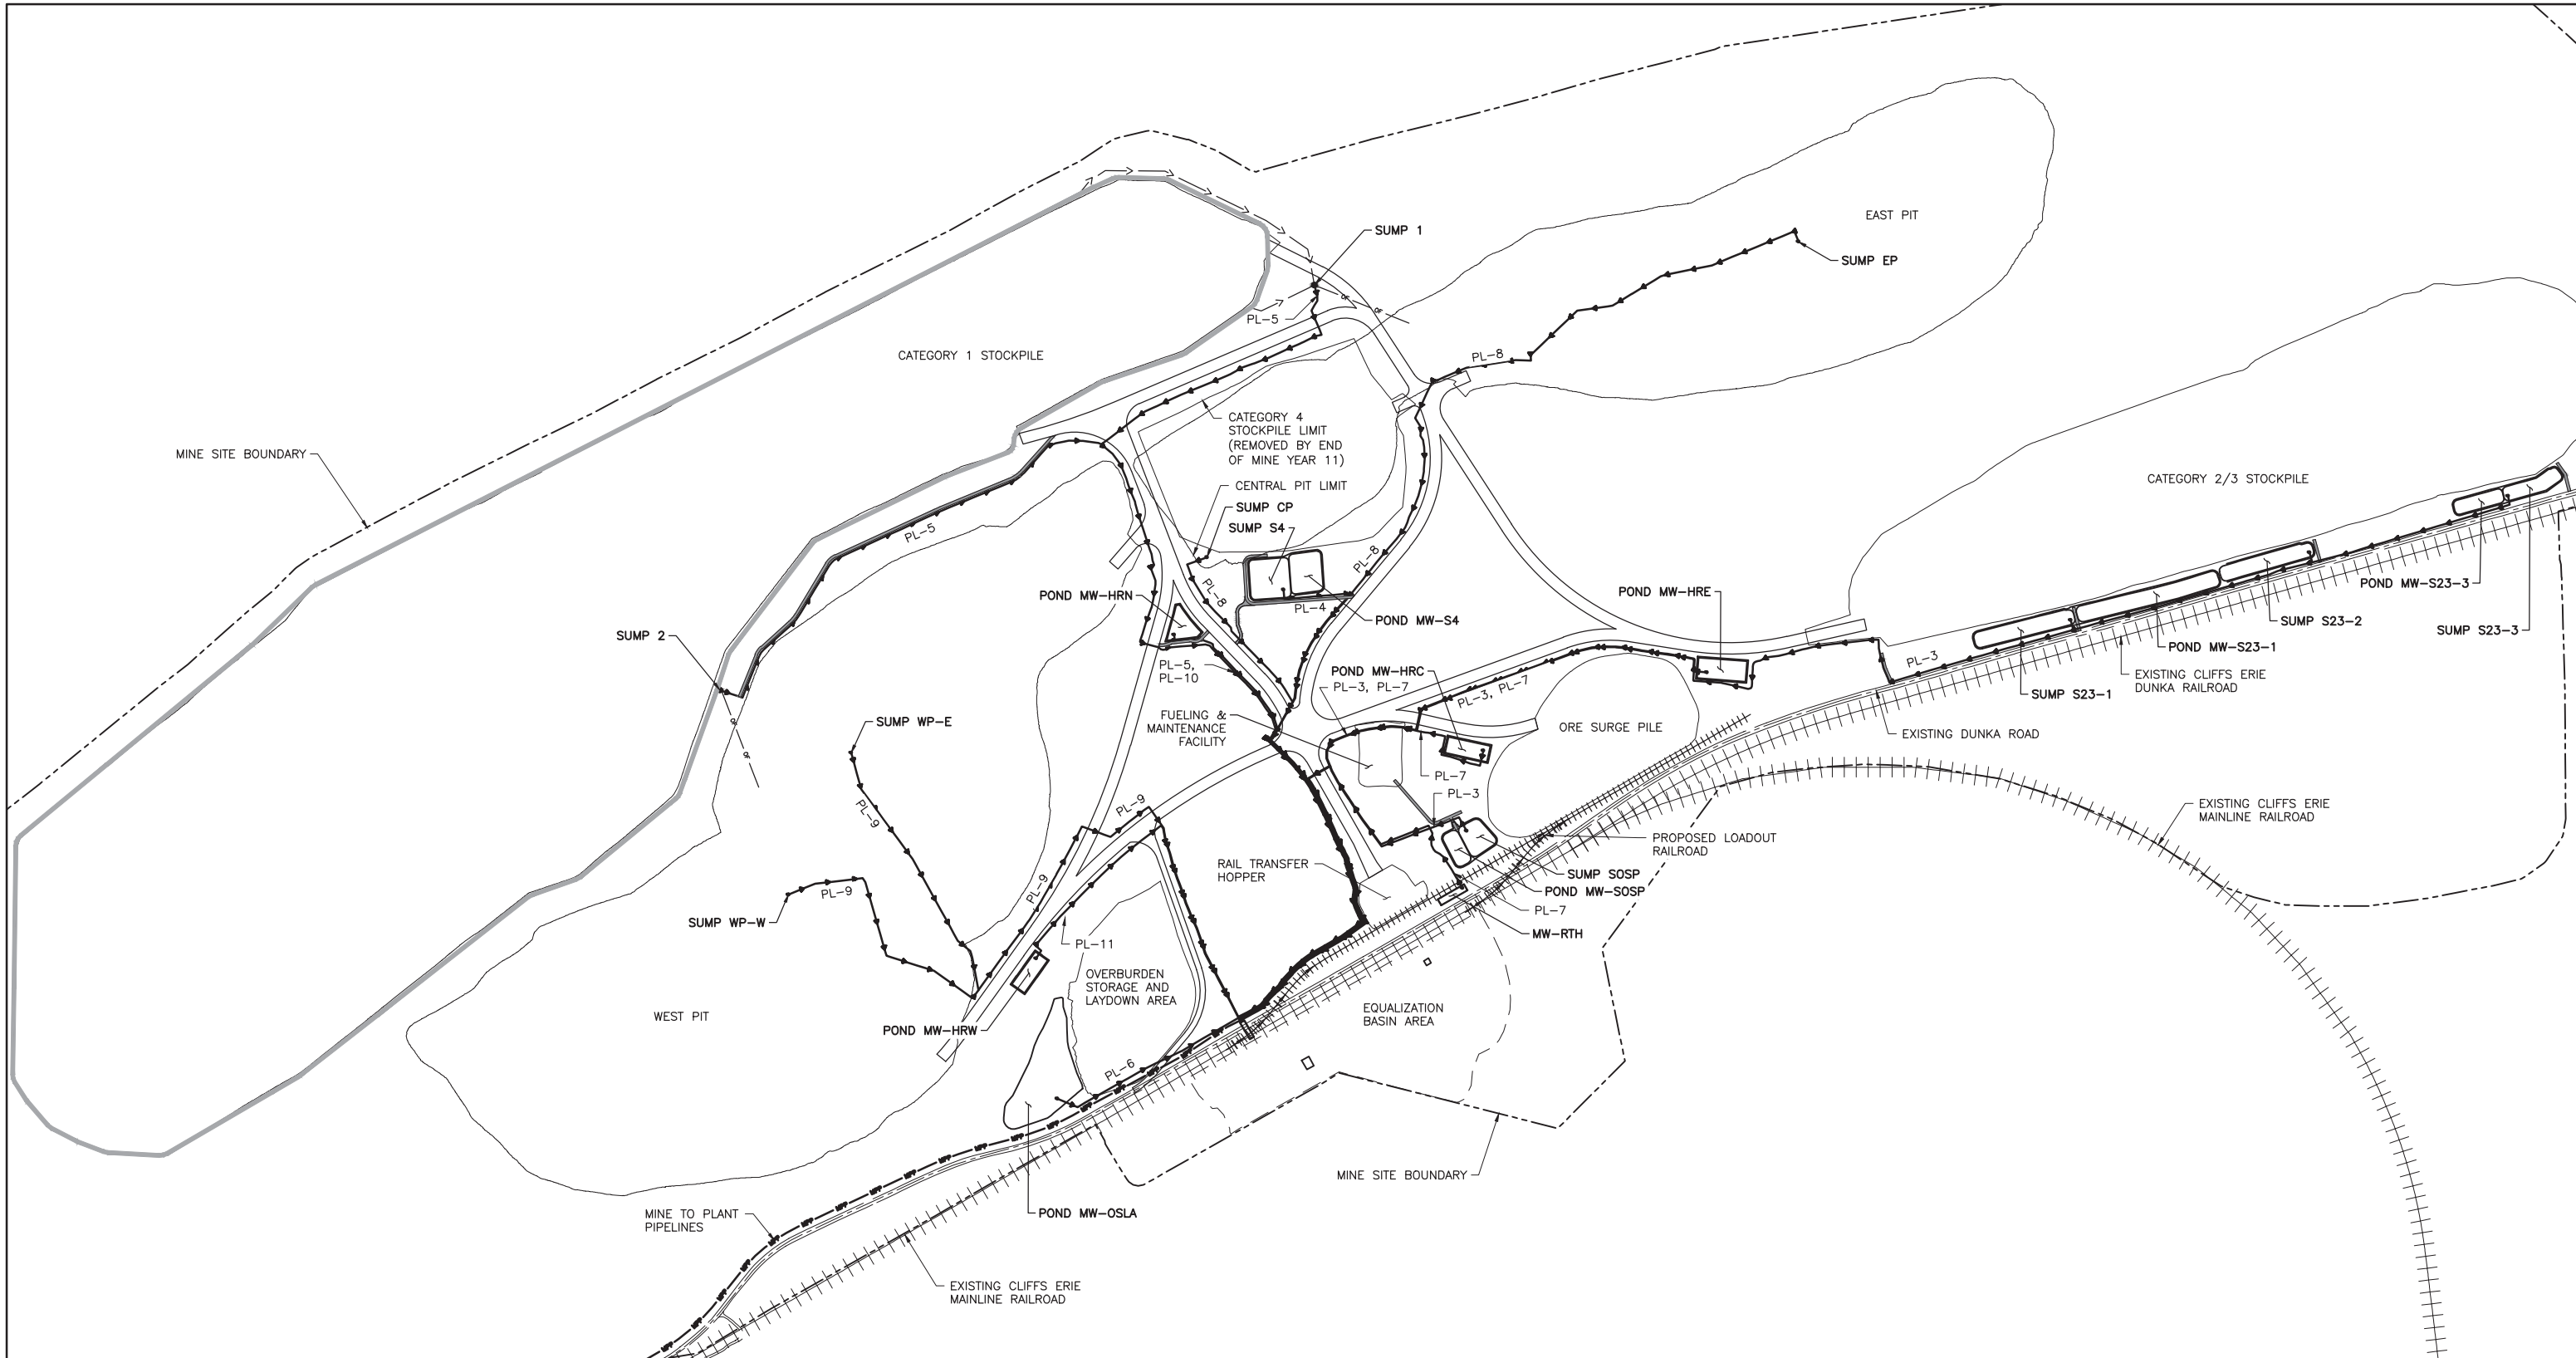 EAST PIT
SUMP 1
SUMP EP
PL-5
CATEGORY 1 STOCKPILE
PL-8
CATEGORY 4
STOCKPILE LIMIT
(REMOVED BY END
OF MINE YEAR 11)
MINE SITE BOUNDARY
CENTRAL PIT LIMIT
CATEGORY 2/3 STOCKPILE
SUMP CP
SUMP S4
PL-5
PL-8
POND MW-S23-3
POND MW-HRN
PL-8
PL-4
POND MW-HRE
POND MW-S4
SUMP S23-2
SUMP 2
SUMP S23-3
POND MW-S23-1
PL-5,
PL-10
POND MW-HRC
PL-3, PL-7
PL-3, PL-7
PL-3
EXISTING CLIFFS ERIE
DUNKA RAILROAD
SUMP S23-1
FUELING &
MAINTENANCE
FACILITY
SUMP WP-E
ORE SURGE PILE
EXISTING DUNKA ROAD
PL-7
PL-3
PL-9
PL-9
EXISTING CLIFFS ERIE
MAINLINE RAILROAD
PROPOSED LOADOUT
RAILROAD
RAIL TRANSFER
HOPPER
SUMP SOSP
POND MW-SOSP
PL-9
PL-9
SUMP WP-W
PL-7
MW-RTH
PL-11
OVERBURDEN
STORAGE AND
LAYDOWN AREA
WEST PIT
EQUALIZATION
BASIN AREA
POND MW-HRW
PL-6
MINE SITE BOUNDARY
POND MW-OSLA
MINE TO PLANT
PIPELINES
EXISTING CLIFFS ERIE
MAINLINE RAILROAD